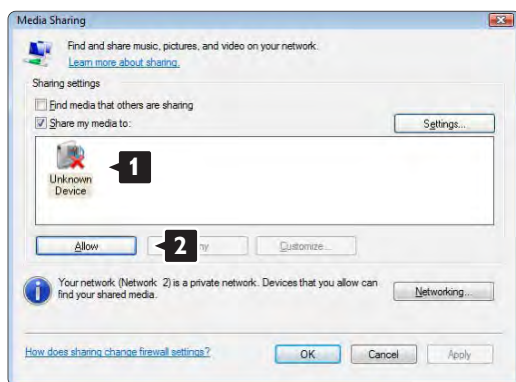 Media Sharing
Find and share music, pictures, and video on your network.
Learn more about sharing.
Sharing settings
Find media that others are sharing
Share my media to:
Settings...
Unknown
Device
1
Allow
2
ny
Customize...
Your network (Network 2) is a private network. Devices that you allow can
find your shared media.
Networking...
How does sharing change firewall settings?
OK
Cancel
Apply